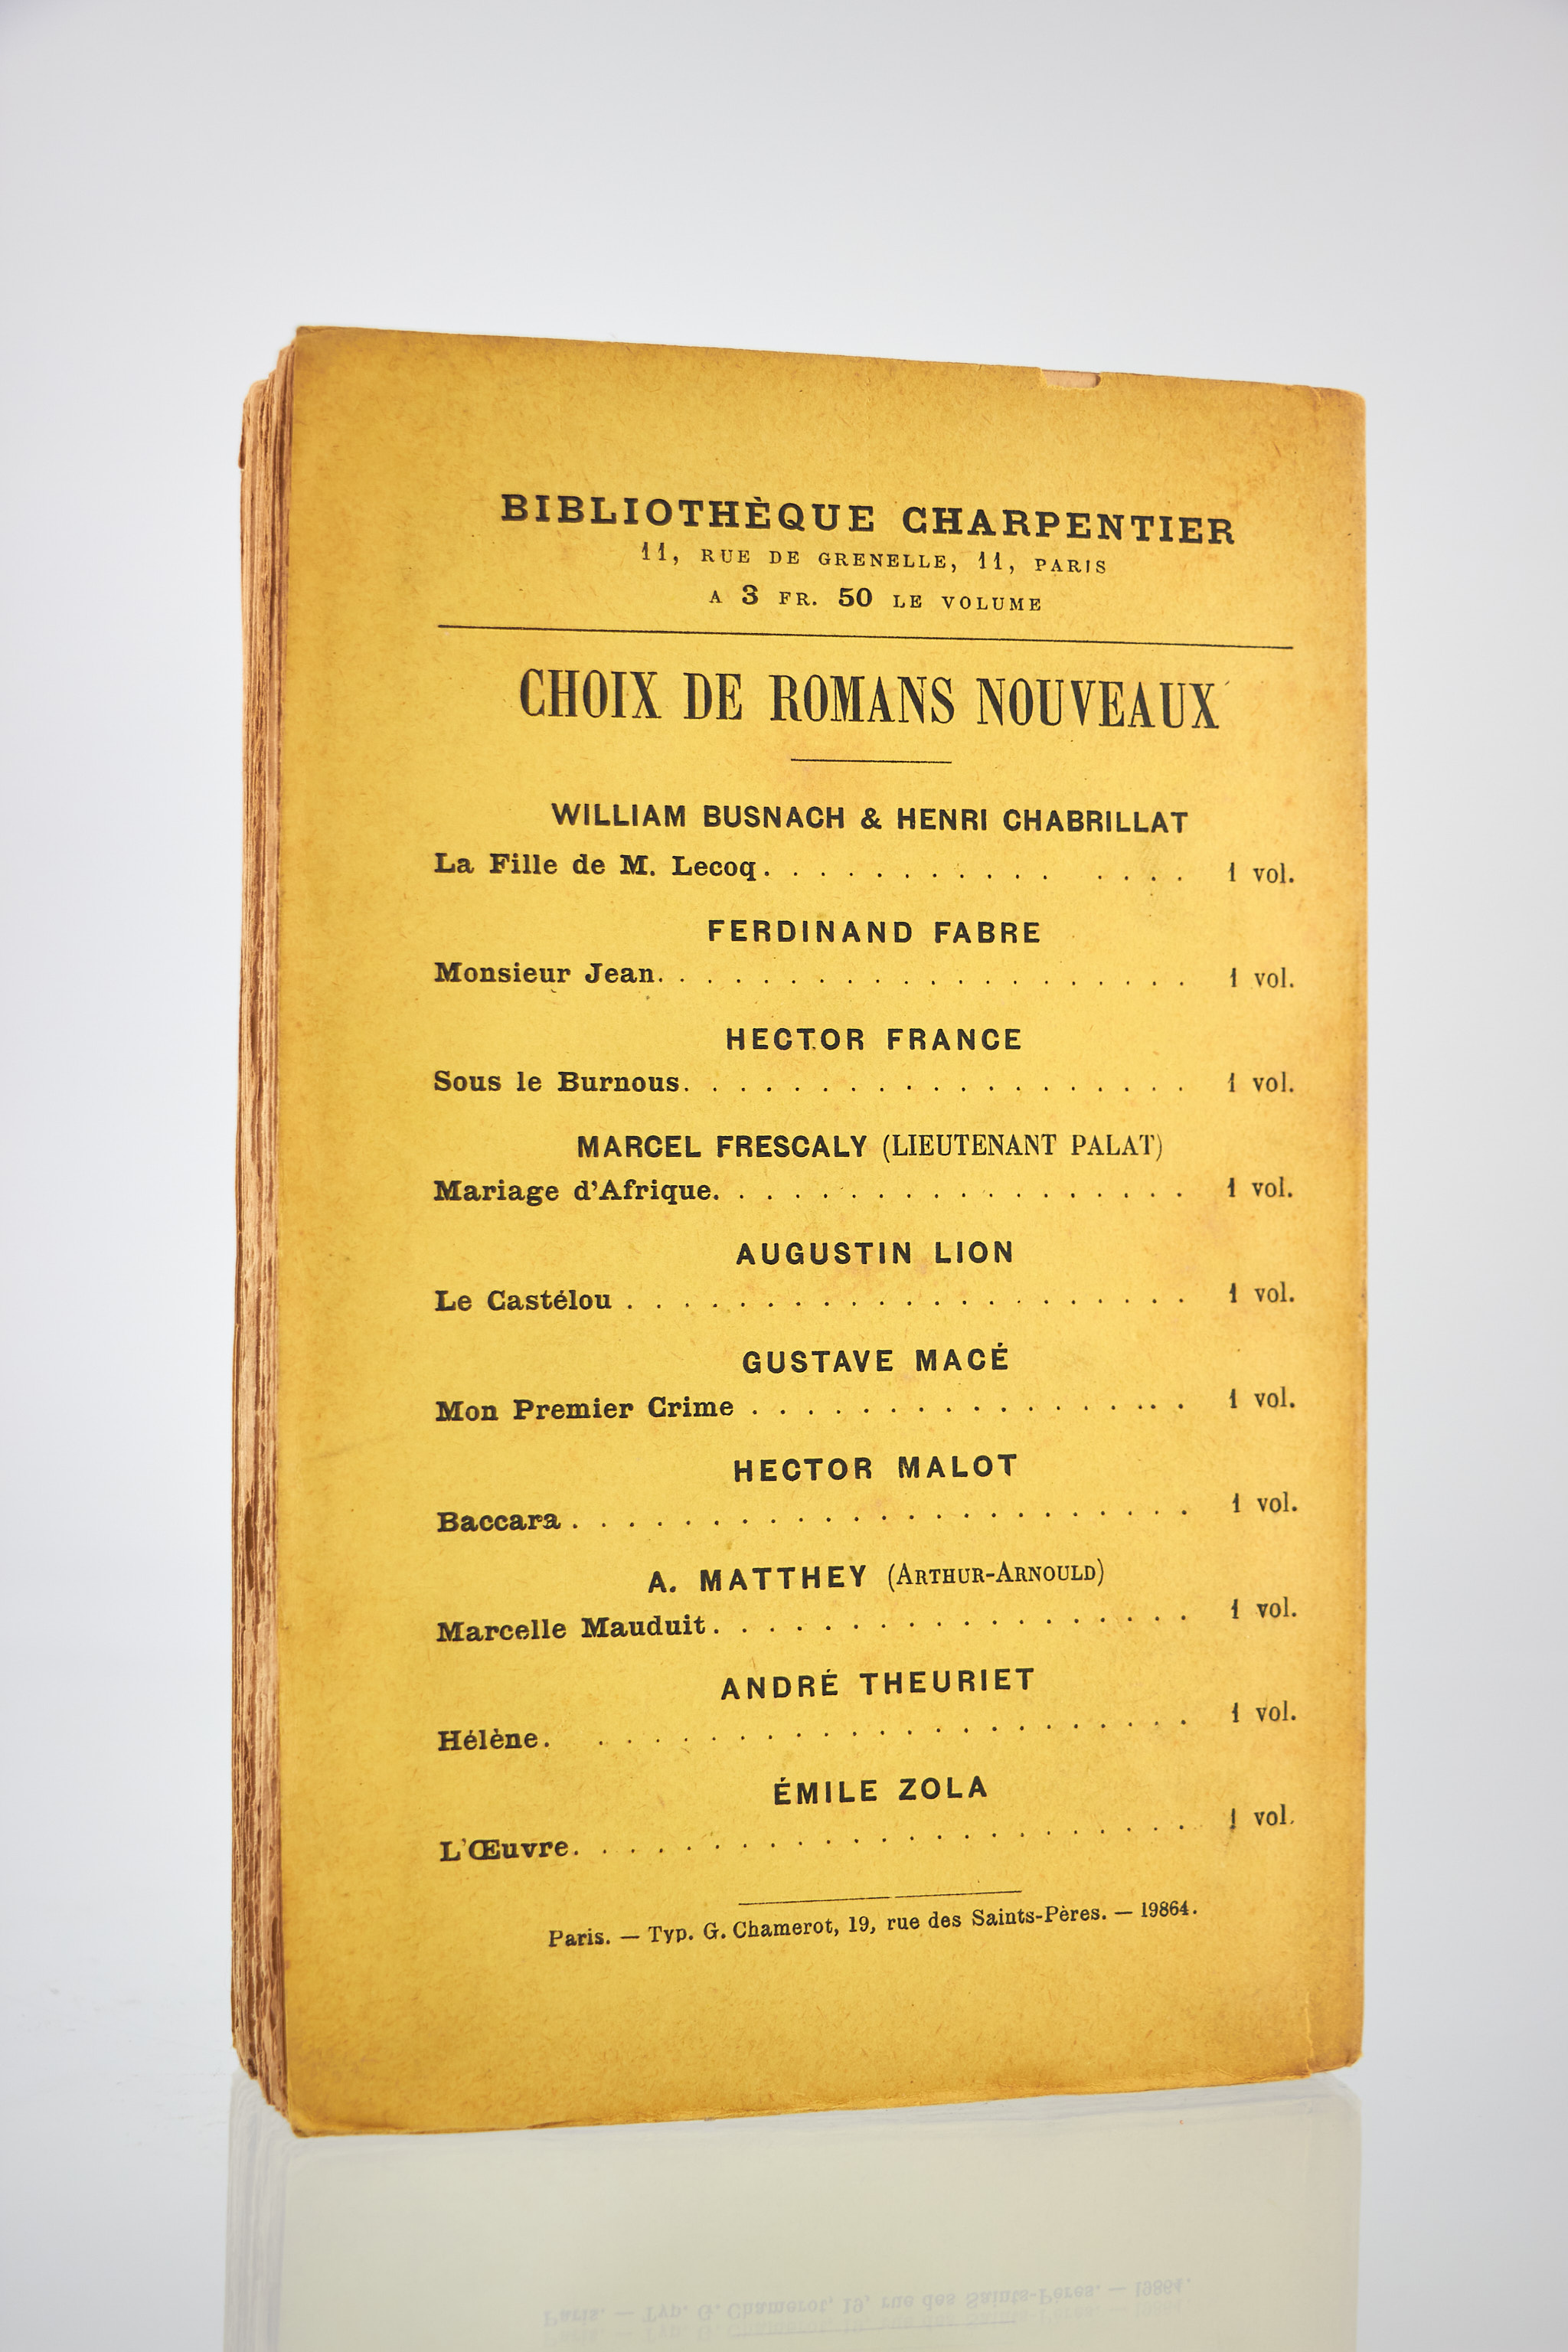 BIBLIOTHÈQUE CHARPENTIER
11, RUE DE GRENELLE, 11, PARIS
A 3 FR. 50 LE VOLUME
CHOIX DE ROMANS NOUVEAUX
WILLIAM BUSNACH & HENRI CHABRILLAT
La Fille de M. Lecoq. . . . . . . . . . . . . . . 1 vol.
FERDINAND FABRE
Monsieur Jean. . . . . . . . . . . . . . . . . . . . 1 vol.
HECTOR FRANCE
Sous le Burnous. . . . . . . . . . . . . . . . . . . 1 vol.
MARCEL FRESCALY (LIEUTENANT PALAT)
Mariage d'Afrique. . . . . . . . . . . . . . . . . . 1 vol.
AUGUSTIN LION
Le Castélou . . . . . . . . . . . . . . . . . . . . . 1 vol.
GUSTAVE MACÉ
Mon Premier Crime . . . . . . . . . . . . . . . . . 1 vol.
HECTOR MALOT
Baccara . . . . . . . . . . . . . . . . . . . . . . . 1 vol.
A. MATTHEY (ARTHUR-ARNOULD)
Marcelle Mauduit. . . . . . . . . . . . . . . . . . 1 vol.
ANDRÉ THEURIET
Hélène. . . . . . . . . . . . . . . . . . . . . . . 1 vol.
ÉMILE ZOLA
L'Œuvre. . . . . . . . . . . . . . . . . . . . . . . 1 vol.
Paris. — Typ. G. Chamerot, 19, rue des Saints-Pères. — 19864.